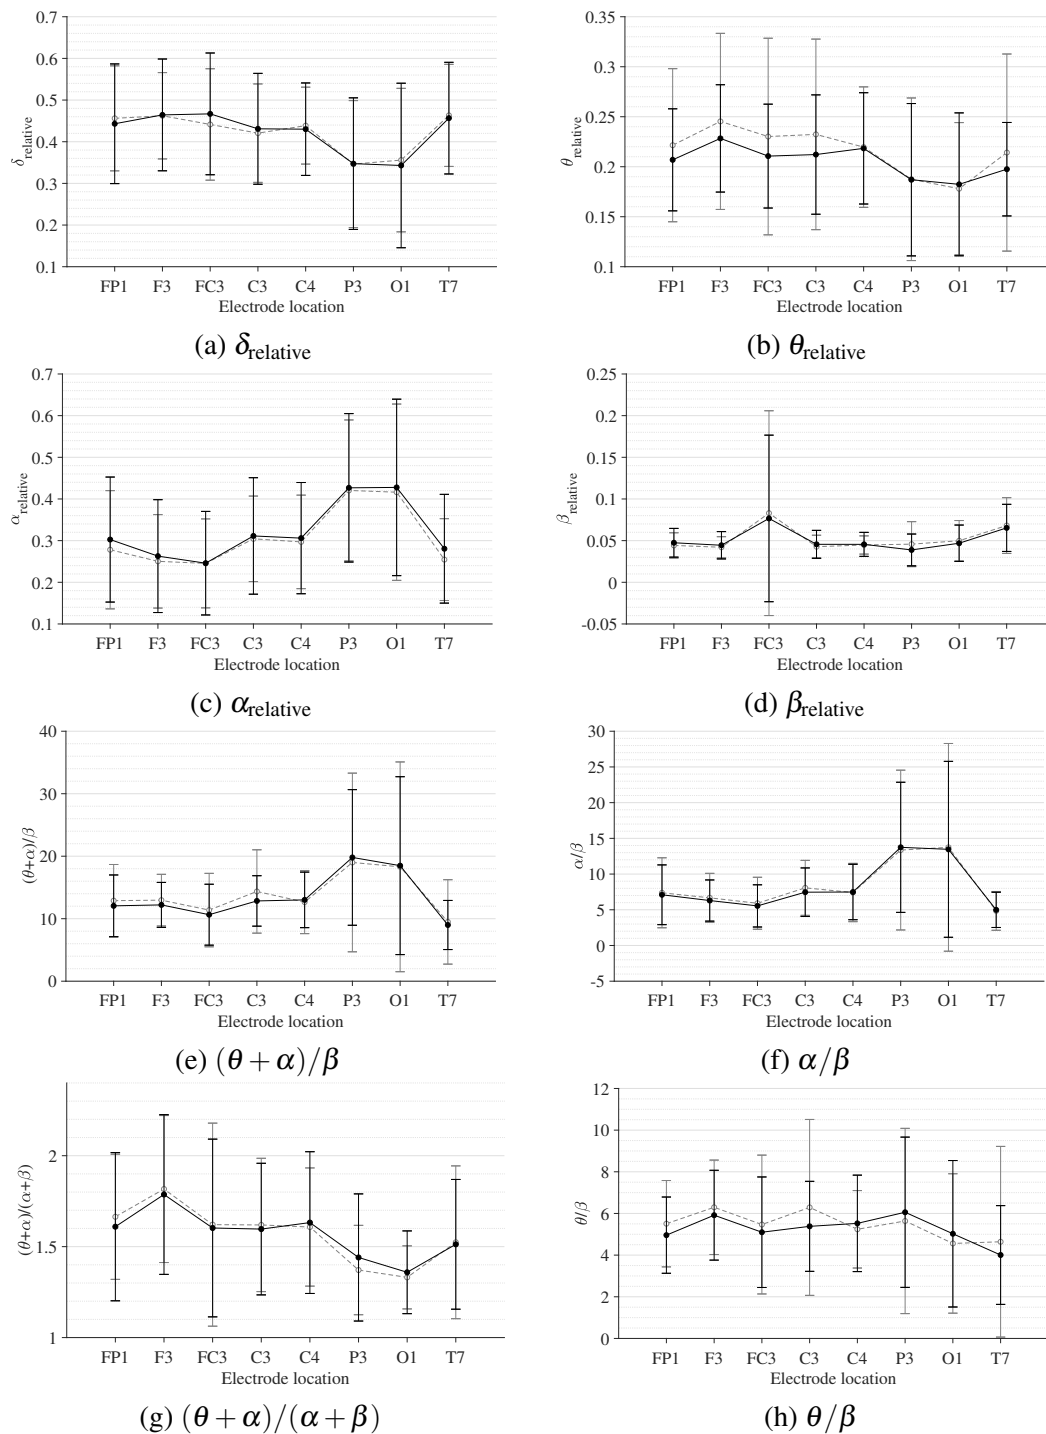 0.7
0.6
0.5
0.4
0.3
0.2
0.1
δrelative
FP1 F3 FC3 C3 C4 P3 O1 T7
Electrode location
(a) δrelative
0.35
0.3
0.25
0.2
0.15
0.1
θrelative
FP1 F3 FC3 C3 C4 P3 O1 T7
Electrode location
(b) θrelative
0.7
0.6
0.5
0.4
0.3
0.2
0.1
αrelative
FP1 F3 FC3 C3 C4 P3 O1 T7
Electrode location
(c) αrelative
0.25
0.2
0.15
0.1
0.05
0
-0.05
βrelative
FP1 F3 FC3 C3 C4 P3 O1 T7
Electrode location
(d) βrelative
40
30
20
10
0
(θ+α)/β
FP1 F3 FC3 C3 C4 P3 O1 T7
Electrode location
(e) (θ + α)/β
30
25
20
15
10
5
0
-5
α/β
FP1 F3 FC3 C3 C4 P3 O1 T7
Electrode location
(f) α/β
2
1.5
1
(θ+α)/(α+β)
FP1 F3 FC3 C3 C4 P3 O1 T7
Electrode location
(g) (θ + α)/(α + β)
12
10
8
6
4
2
0
θ/β
FP1 F3 FC3 C3 C4 P3 O1 T7
Electrode location
(h) θ/β